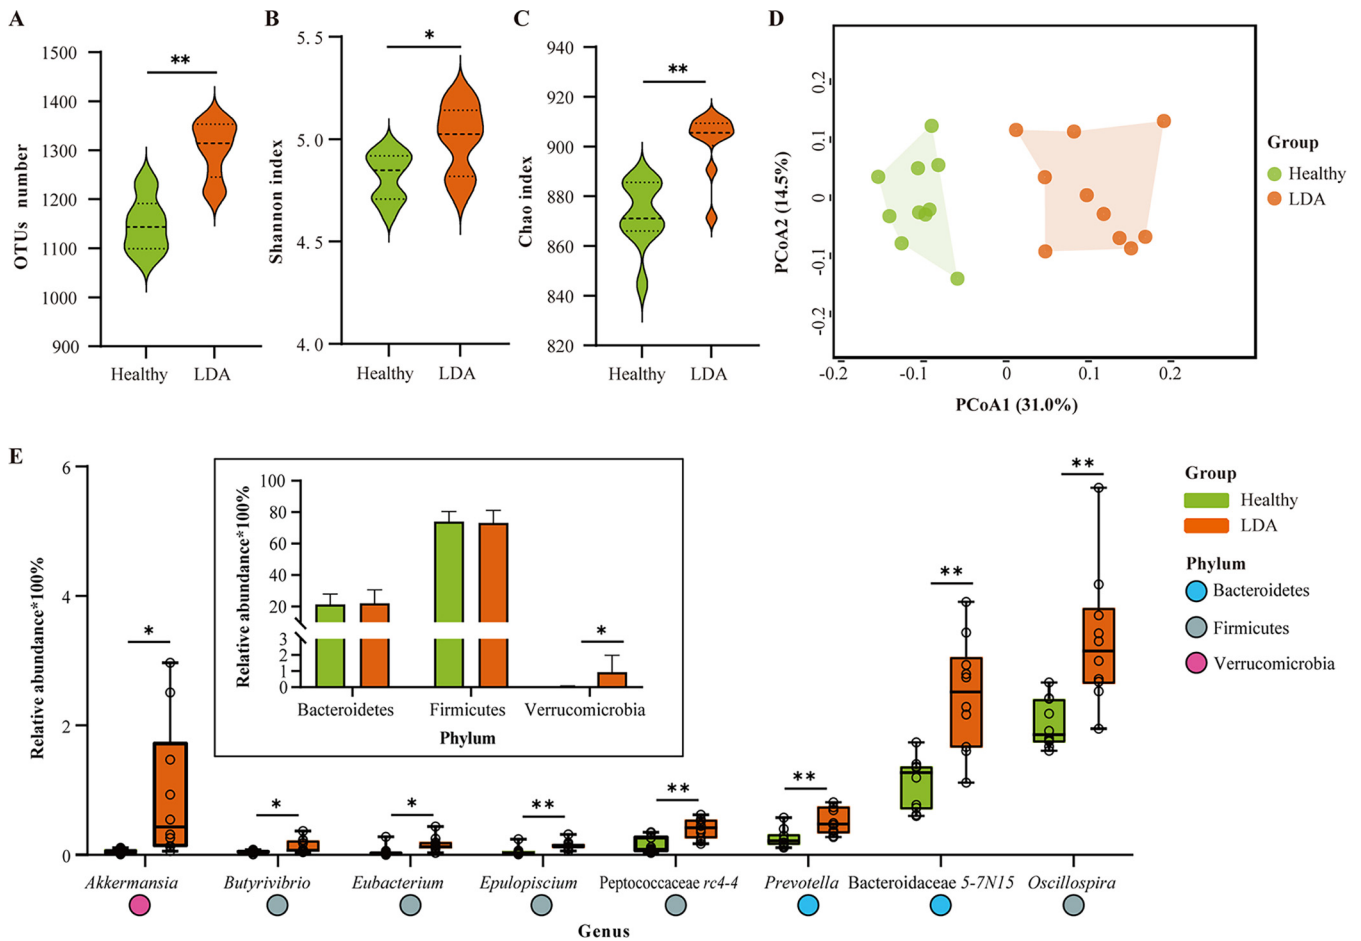 A
OTUs number
1500
1400
1300
1200
1100
1000
900
**
Healthy
LDA
B
Shannon index
5.5
5.0
4.5
4.0
*
Healthy
LDA
C
Chao index
940
920
900
880
860
840
820
**
Healthy
LDA
D
PCoA2 (14.5%)
0.2
0.1
0
-0.1
-0.2
-0.2
-0.1
0
0.1
0.2
PCoA1 (31.0%)
Group
Healthy
LDA
E
Relative abundance*100%
6
4
2
0
Relative abundance*100%
100
80
60
40
20
3
2
1
0
*
Bacteroidetes
Firmicutes
Verrucomicrobia
Phylum
*
*
*
**
**
**
**
**
Akkermansia
Butyrivibrio
Eubacterium
Epulopiscium
Peptococcaceae rc4-4
Prevotella
Bacteroidaceae 5-7N15
Oscillospira
Genus
Group
Healthy
LDA
Phylum
Bacteroidetes
Firmicutes
Verrucomicrobia